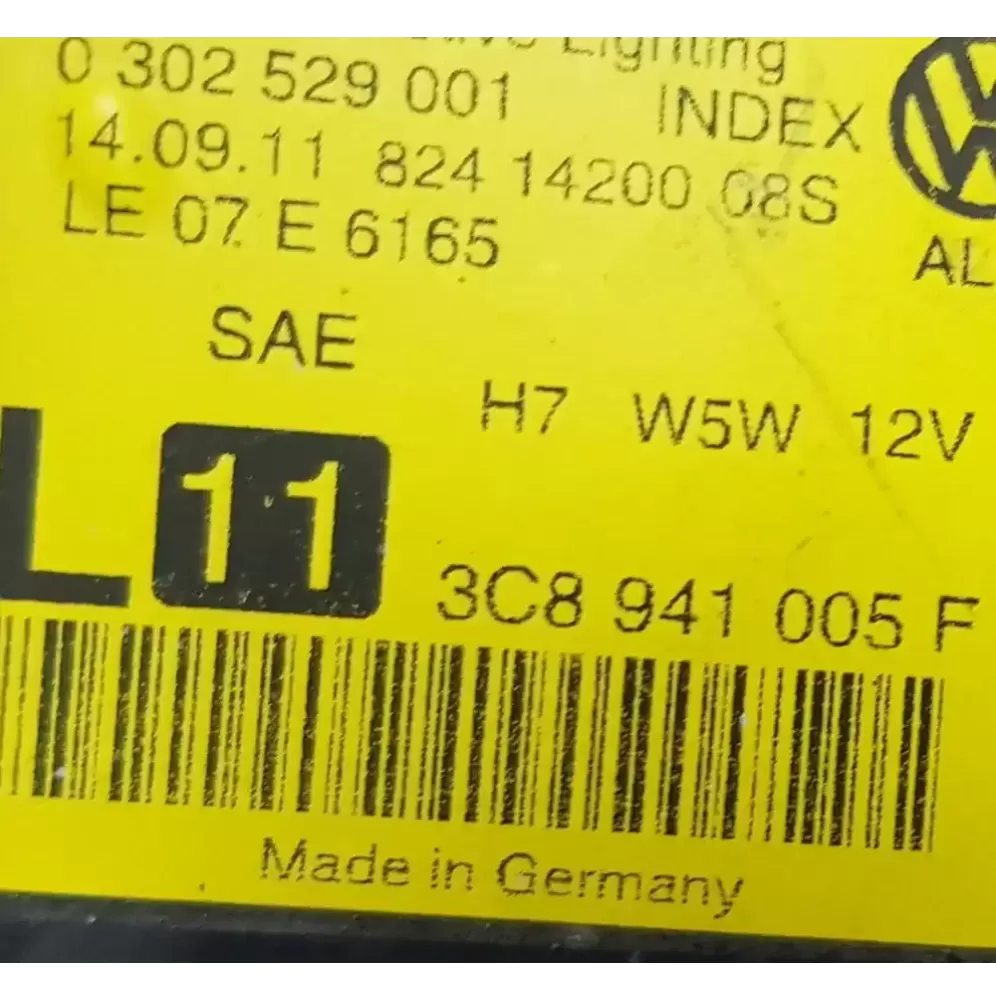 Lighting
0 302 529 001 INDEX
14.09.11 824 14200 08S
LE 07 E 6165
AL
SAE
H7 W5W 12V
L 11
3C8 941 005 F
Made in Germany